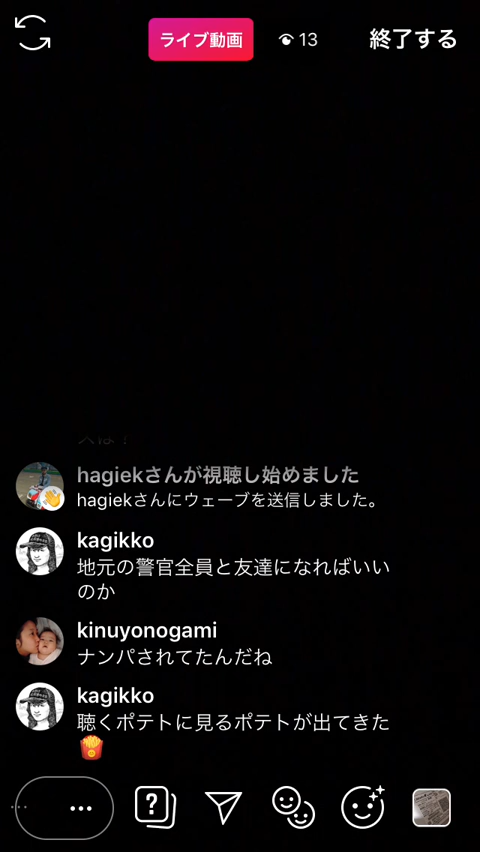 ライブ動画
13
終了する
hagiekさんが視聴し始めました
hagiekさんにウェーブを送信しました。
kagikko
地元の警官全員と友達になればいい
のか
kinuyonogami
ナンパされてたんだね
kagikko
聴くポテトに見るポテトが出てきた
🍟